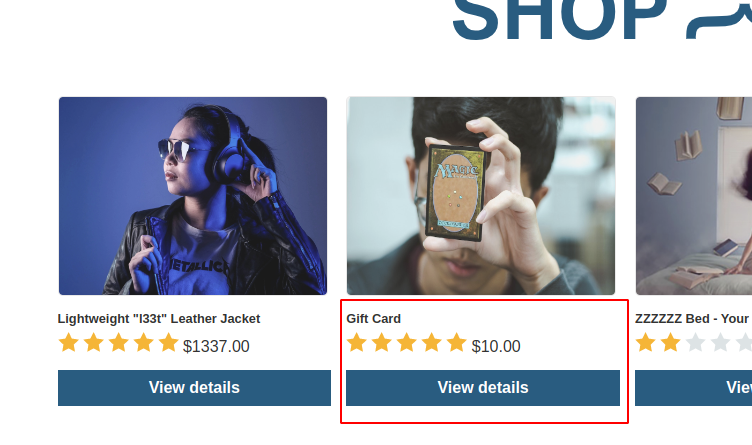 SHOP
METALLICA
MAGIC
Lightweight "l33t" Leather Jacket
Gift Card
ZZZZZZ Bed - Your
$1337.00
$10.00
View details
View details
View